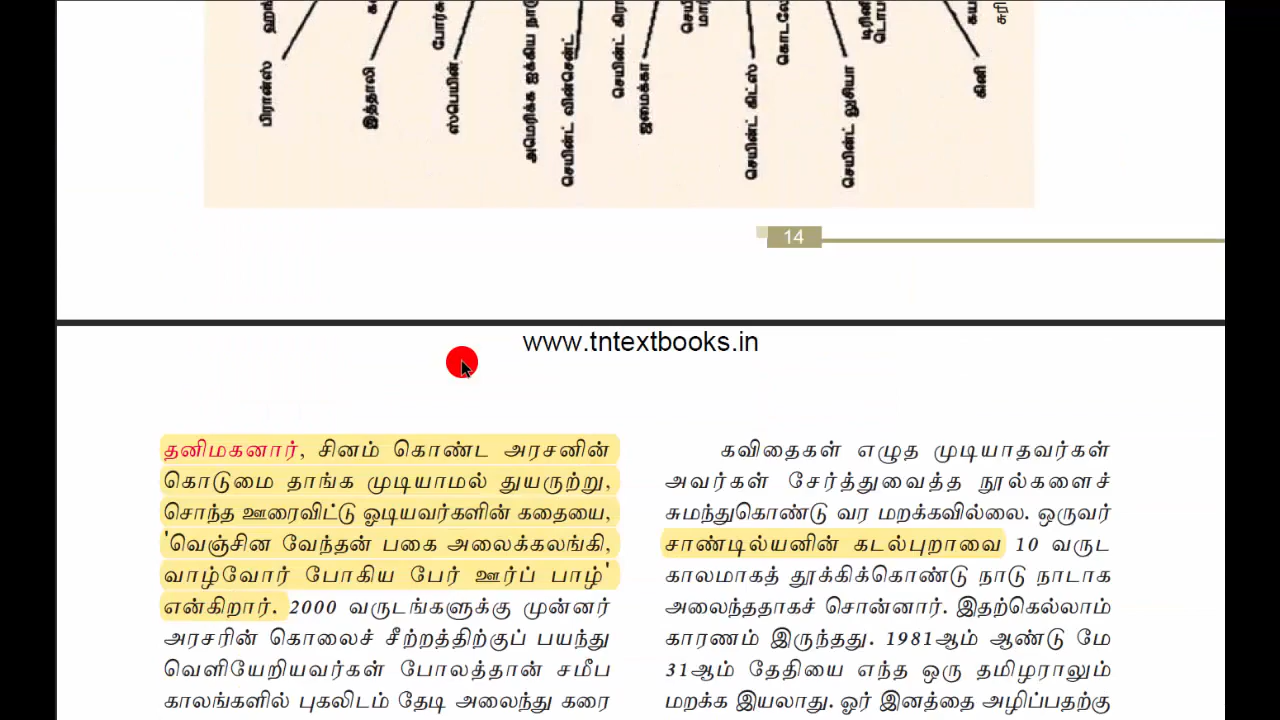 பிரான்ஸ்
இத்தாலி
ஸ்பெயின்
அமெரிக்க ஐக்கிய
செயின்ட் வின்சென்ட்
செயின்ட்
ஜமைக்கா
செயின்ட் கிட்ஸ்
செயின்ட் லுசியா
கினி
14
www.tntextbooks.in
தனிமகனார், சினம் கொண்ட அரசனின்
கொடுமை தாங்க முடியாமல் துயருற்று,
சொந்த ஊரைவிட்டு ஓடியவர்களின் கதையை,
'வெஞ்சின வேந்தன் பகை அலைக்கலங்கி,
வாழ்வோர் போகிய பேர் ஊர்ப் பாழ்'
என்கிறார். 2000 வருடங்களுக்கு முன்னர்
அரசரின் கொலைச் சீற்றத்திற்குப் பயந்து
வெளியேறியவர்கள் போலத்தான் சமீப
காலங்களில் புகலிடம் தேடி அலைந்து கரை
கவிதைகள் எழுத முடியாதவர்கள்
அவர்கள் சேர்த்துவைத்த நூல்களைச்
சுமந்துகொண்டு வர மறக்கவில்லை. ஒருவர்
சாண்டில்யனின் கடல்புறாவை 10 வருட
காலமாகத் தூக்கிக்கொண்டு நாடு நாடாக
அலைந்ததாகச் சொன்னார். இதற்கெல்லாம்
காரணம் இருந்தது. 1981ஆம் ஆண்டு மே
31ஆம் தேதியை எந்த ஒரு தமிழராலும்
மறக்க இயலாது. ஓர் இனத்தை அழிப்பதற்கு